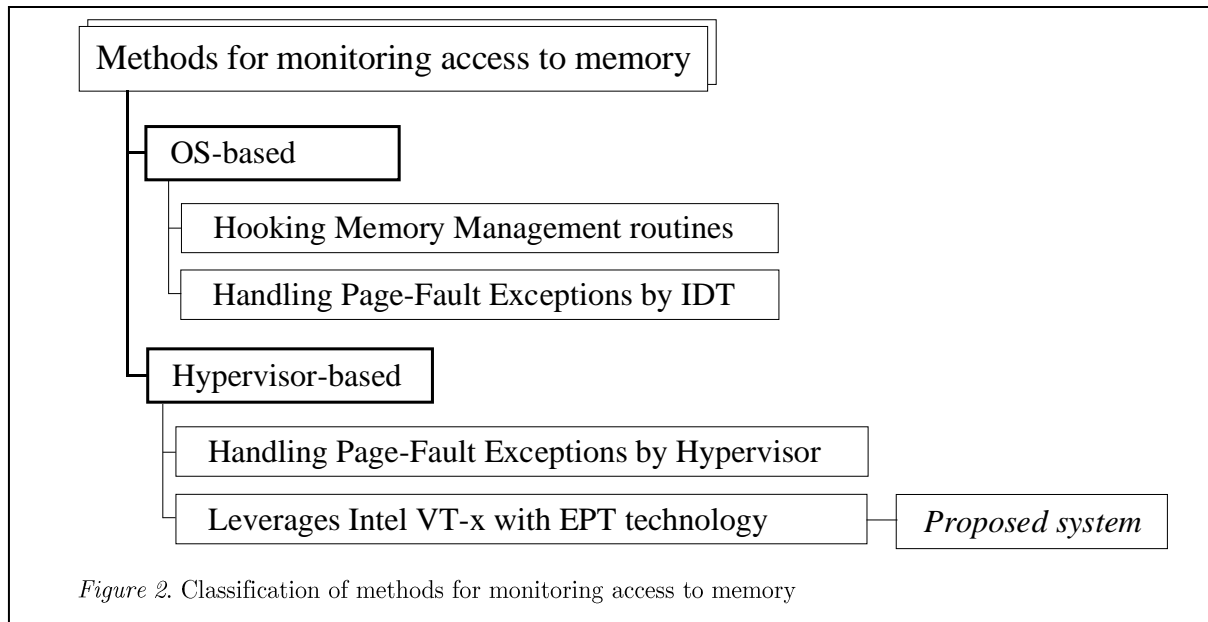 Methods for monitoring access to memory
OS-based
Hooking Memory Management routines
Handling Page-Fault Exceptions by IDT
Hypervisor-based
Handling Page-Fault Exceptions by Hypervisor
Leverages Intel VT-x with EPT technology
Proposed system
Figure 2. Classification of methods for monitoring access to memory